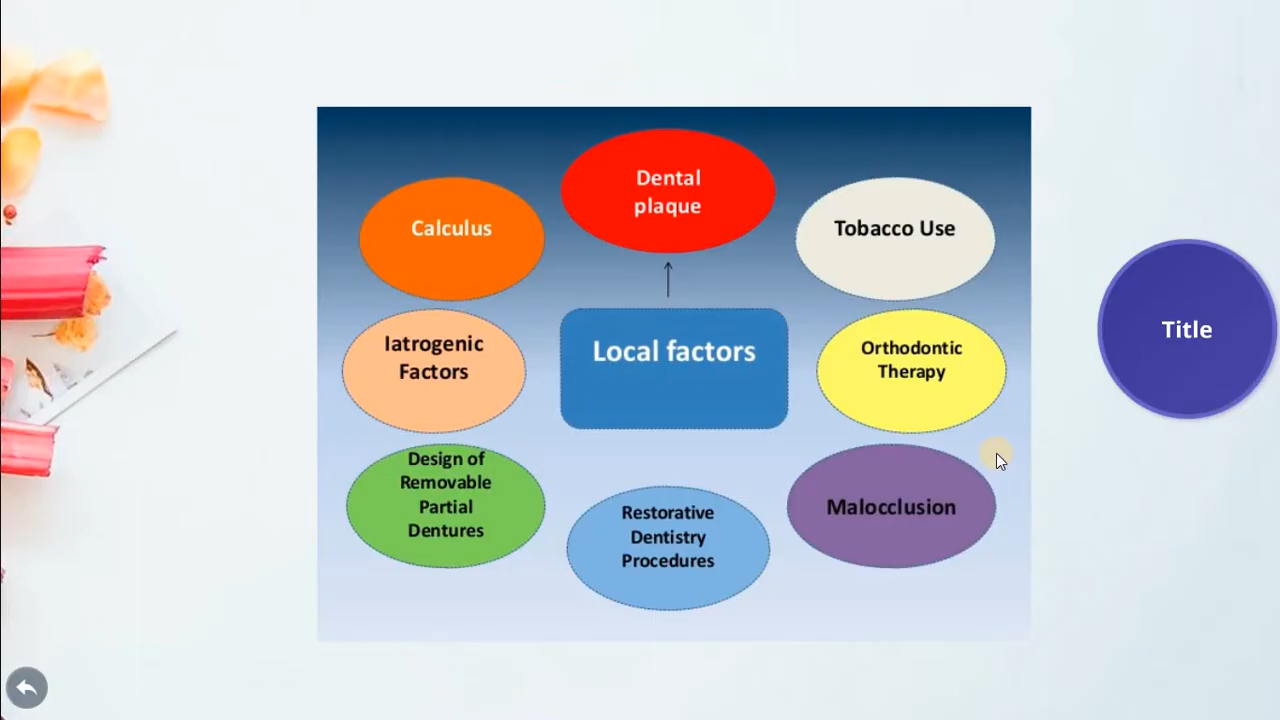 Dental
plaque
Calculus
Tobacco Use
Iatrogenic
Factors
Local factors
Orthodontic
Therapy
Title
Design of
Removable
Partial
Dentures
Restorative
Dentistry
Procedures
Malocclusion